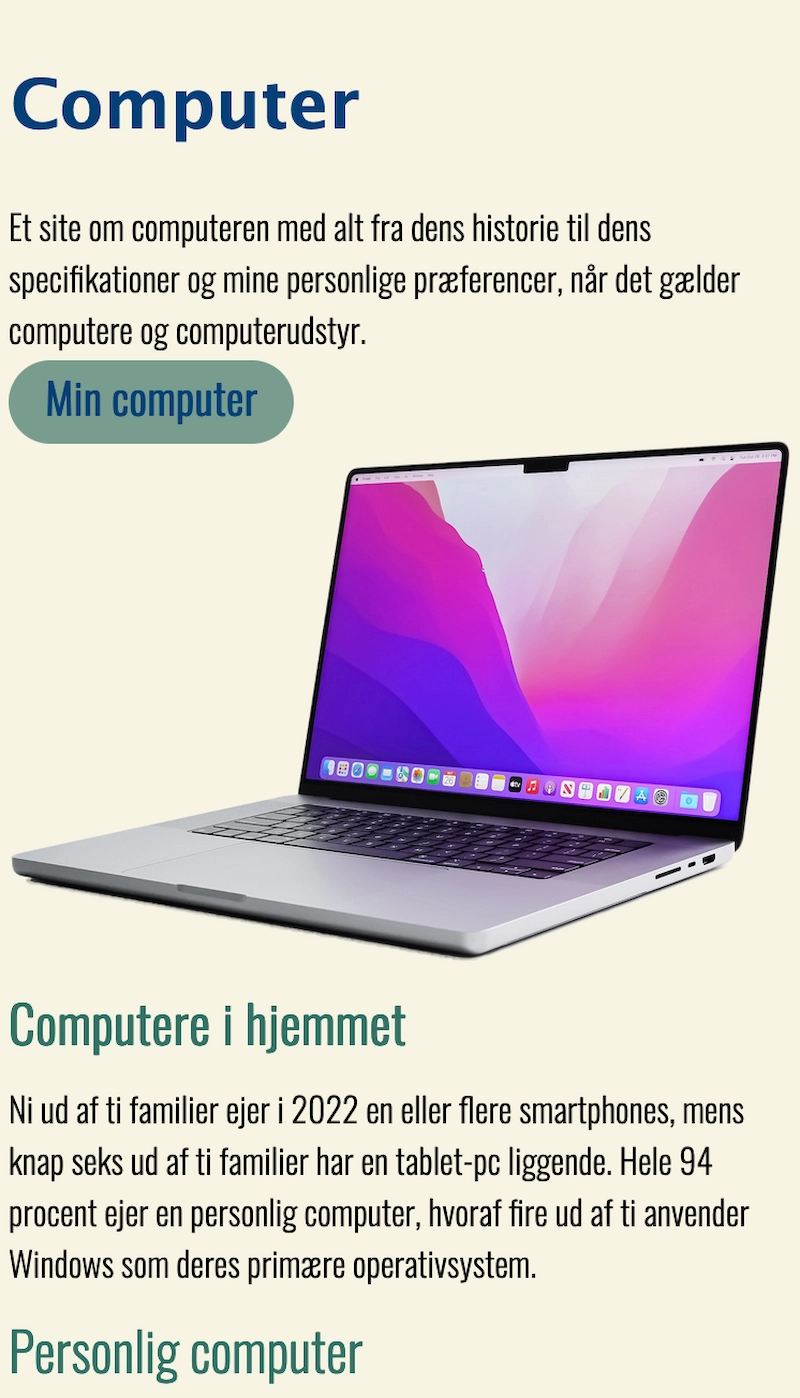 Computer
Et site om computeren med alt fra dens historie til dens
specifikationer og mine personlige præferencer, når det gælder
computere og computerudstyr.
Min computer
Computere i hjemmet
Ni ud af ti familier ejer i 2022 en eller flere smartphones, mens
knap seks ud af ti familier har en tablet-pc liggende. Hele 94
procent ejer en personlig computer, hvoraf fire ud af ti anvender
Windows som deres primære operativsystem.
Personlig computer